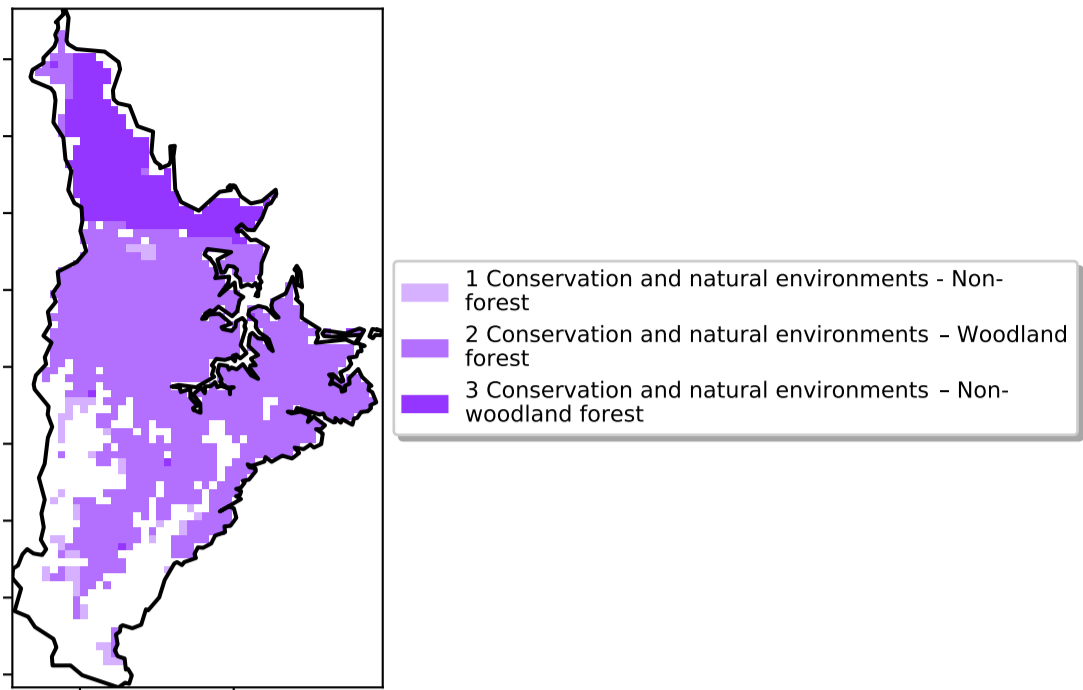 1 Conservation and natural environments - Non-
forest
2 Conservation and natural environments – Woodland
forest
3 Conservation and natural environments – Non-
woodland forest